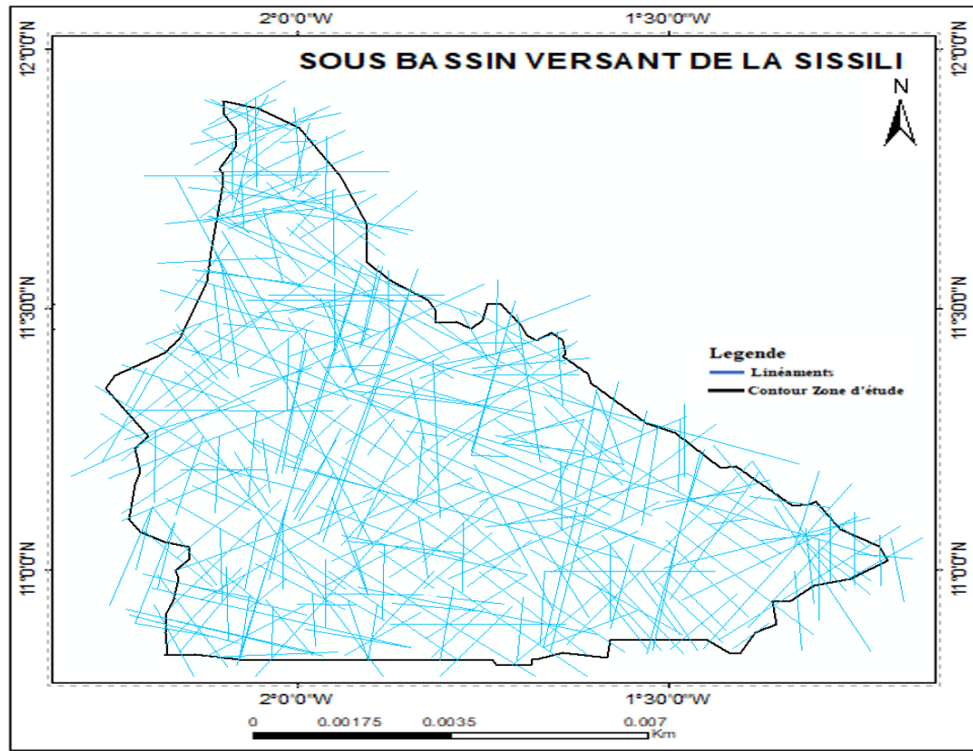 2°0'0"W 1°30'0"W
12°0'0"N 12°0'0"N
SOUS BASSIN VERSANT DE LA SISSILI
N
11°30'0"N 11°30'0"N
Legende
Linéaments
Contour Zone d'étude
11°0'0"N 11°0'0"N
2°0'0"W 1°30'0"W
0 0.00175 0.0035 0.007
Km